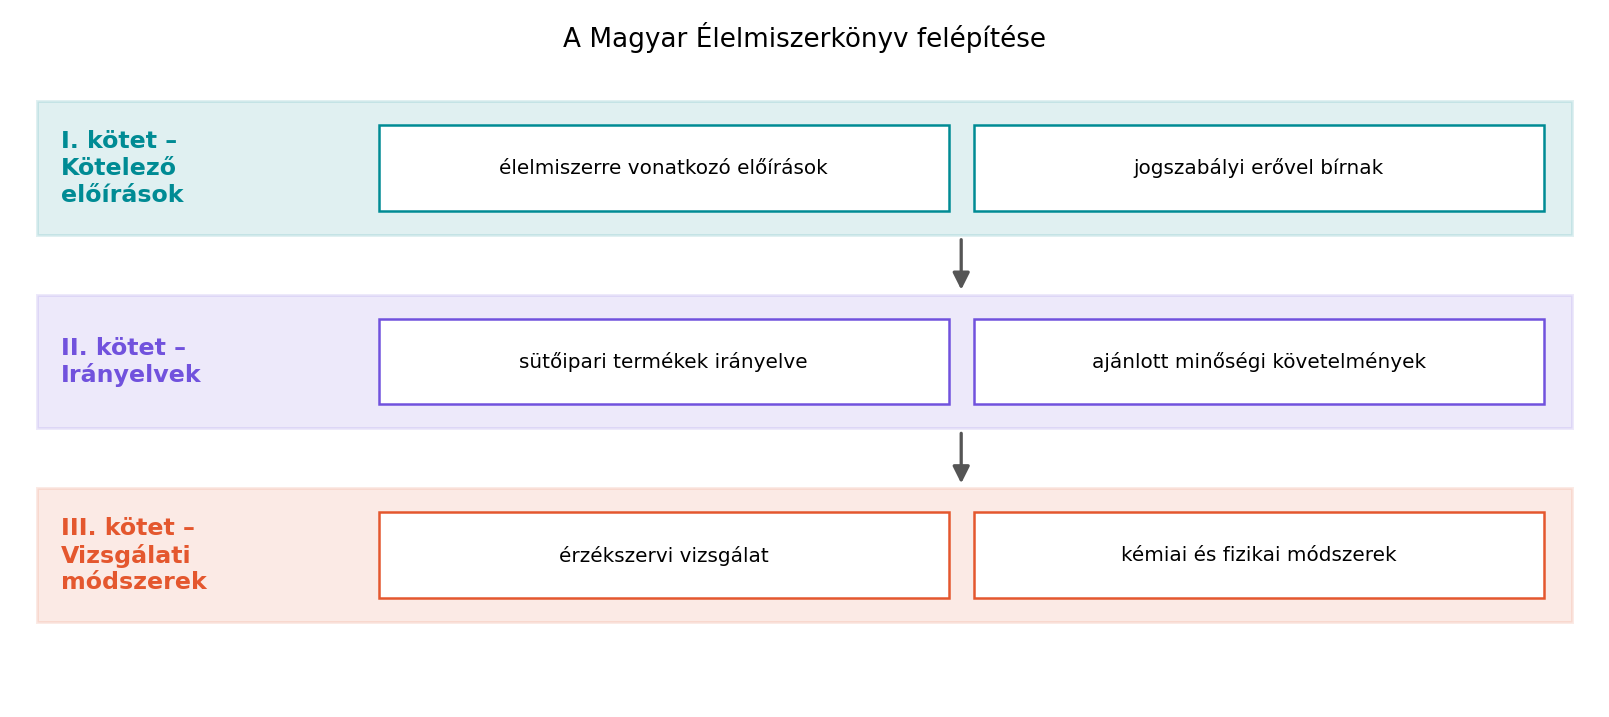 A Magyar Élelmiszerkönyv felépítése
I. kötet –
Kötelező
előírások
élelmiszerre vonatkozó előírások
jogszabályi erővel bírnak
II. kötet –
Irányelvek
sütőipari termékek irányelve
ajánlott minőségi követelmények
III. kötet –
Vizsgálati
módszerek
érzékszervi vizsgálat
kémiai és fizikai módszerek